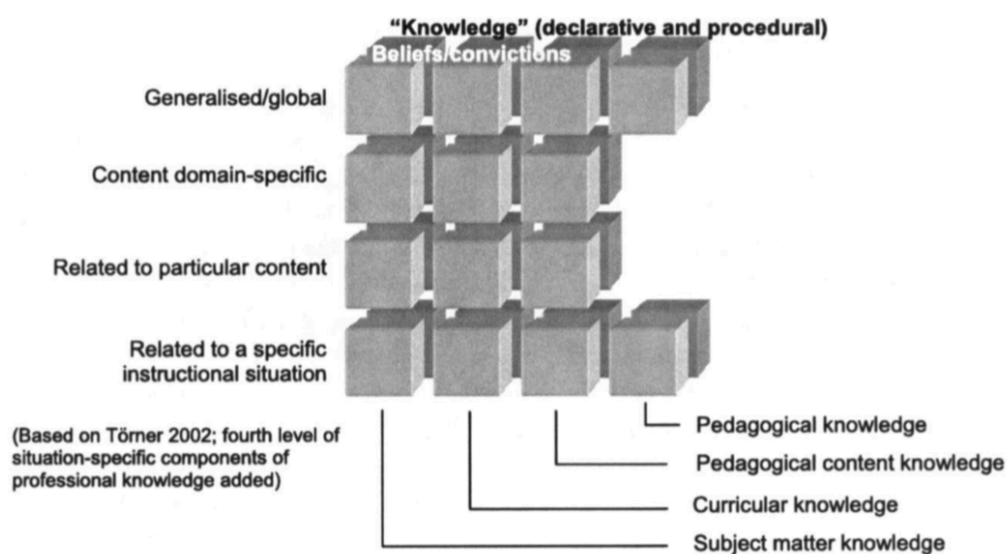 “Knowledge” (declarative and procedural)
Beliefs/convictions
Generalised/global
Content domain-specific
Related to particular content
Related to a specific
instructional situation
(Based on Törner 2002; fourth level of
situation-specific components of
professional knowledge added)
Pedagogical knowledge
Pedagogical content knowledge
Curricular knowledge
Subject matter knowledge